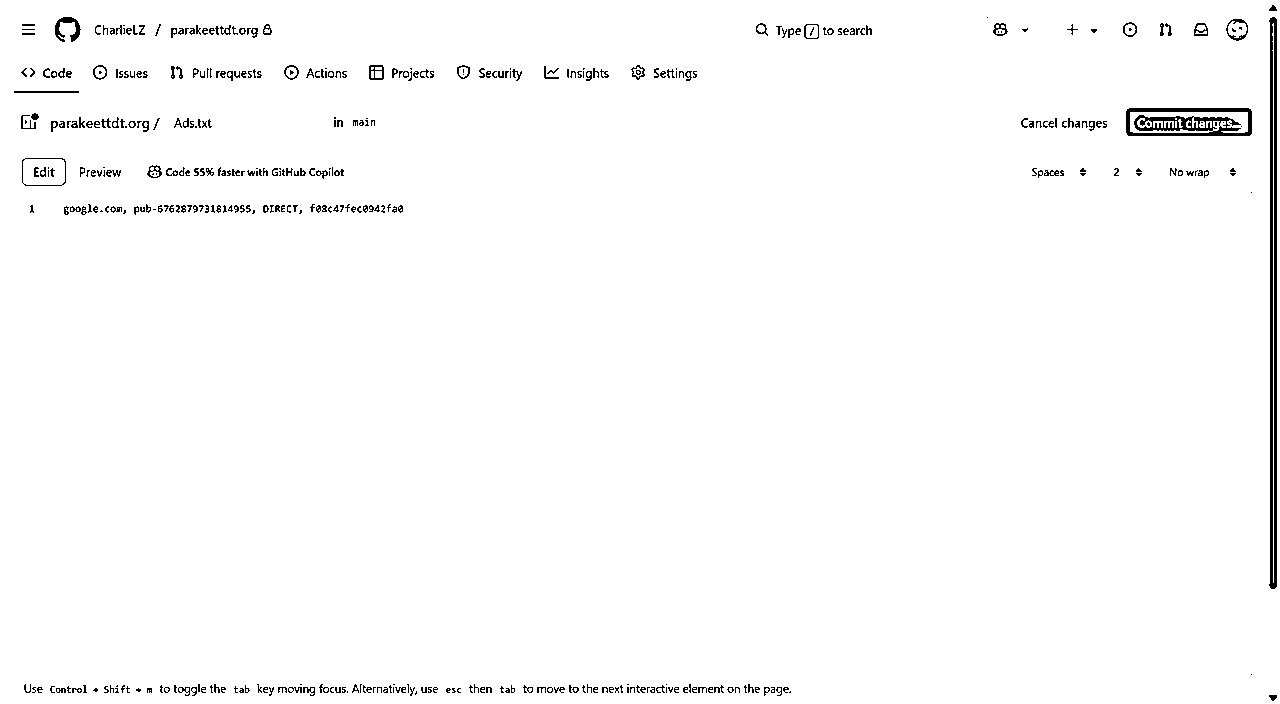 CharlieLZ / parakeettdt.org
Type / to search
Code Issues Pull requests Actions Projects Security Insights Settings
parakeettdt.org / Ads.txt in main
Cancel changes Commit changes...
Edit Preview Code 55% faster with GitHub Copilot
Spaces 2 No wrap
1 google.com, pub-6762879731814955, DIRECT, f08c47fec0942fa0
Use Control + Shift + m to toggle the tab key moving focus. Alternatively, use esc then tab to move to the next interactive element on the page.